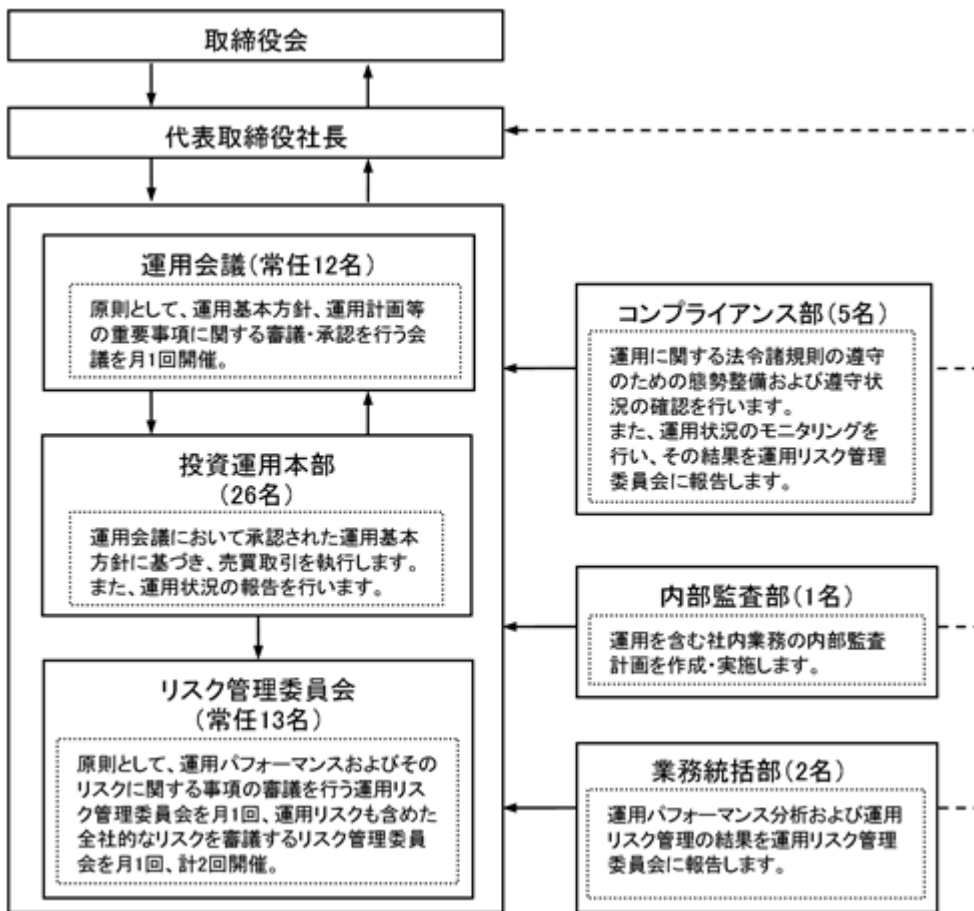 取締役会
代表取締役社長
運用会議(常任12名)
原則として、運用基本方針、運用計画等
の重要事項に関する審議・承認を行う会
議を月1回開催。
投資運用本部
(26名)
運用会議において承認された運用基本
方針に基づき、売買取引を執行します。
また、運用状況の報告を行います。
リスク管理委員会
(常任13名)
原則として、運用パフォーマンスおよびその
リスクに関する事項の審議を行う運用リス
ク管理委員会を月1回、運用リスクも含めた
全社的なリスクを審議するリスク管理委員
会を月1回、計2回開催。
コンプライアンス部(5名)
運用に関する法令諸規則の遵守
のための態勢整備および遵守状
況の確認を行います。
また、運用状況のモニタリングを
行い、その結果を運用リスク管理
委員会に報告します。
内部監査部(1名)
運用を含む社内業務の内部監査
計画を作成・実施します。
業務統括部(2名)
運用パフォーマンス分析および運用
リスク管理の結果を運用リスク管理
委員会に報告します。